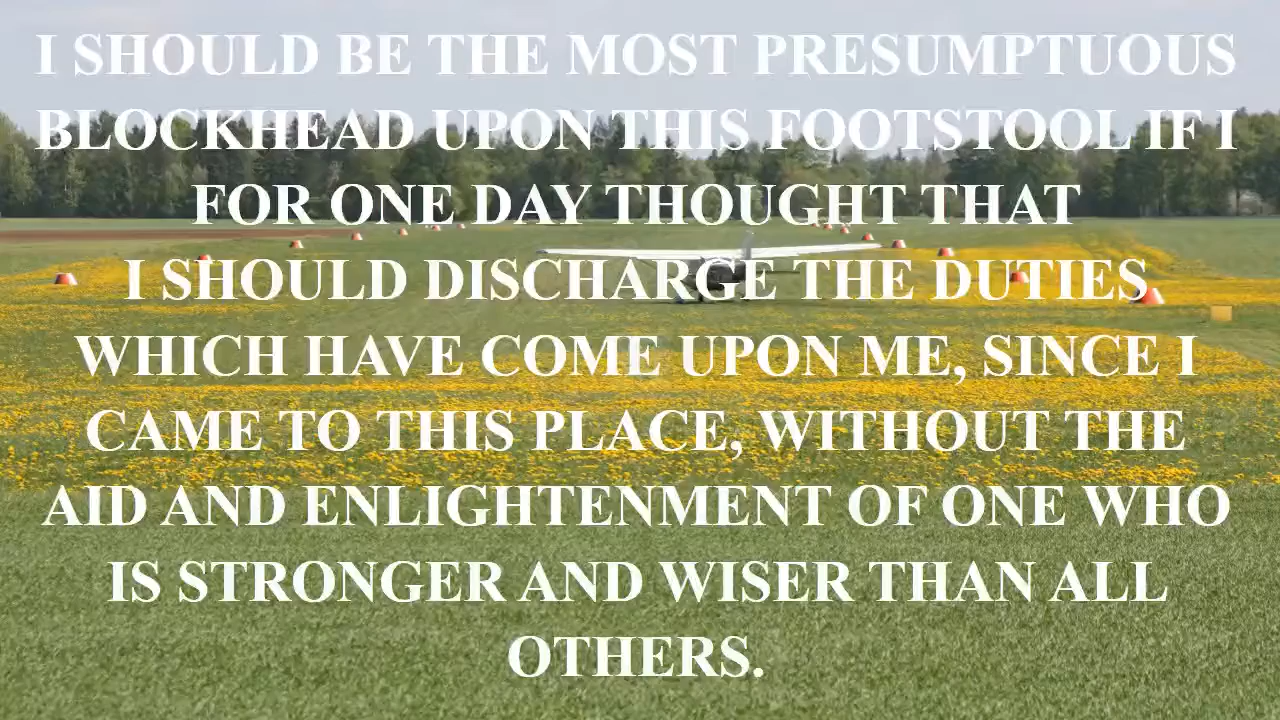 I SHOULD BE THE MOST PRESUMPTUOUS
BLOCKHEAD UPON THIS FOOTSTOOL IF I
FOR ONE DAY THOUGHT THAT
I SHOULD DISCHARGE THE DUTIES
WHICH HAVE COME UPON ME, SINCE I
CAME TO THIS PLACE, WITHOUT THE
AID AND ENLIGHTENMENT OF ONE WHO
IS STRONGER AND WISER THAN ALL
OTHERS.